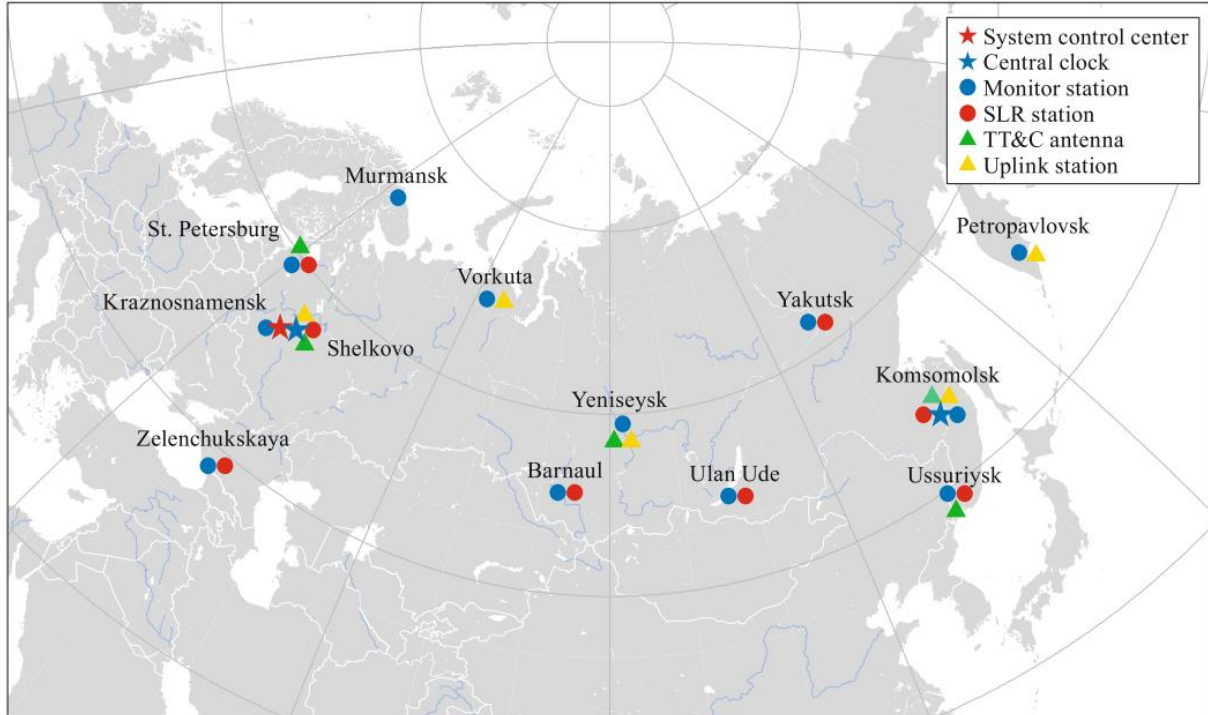 System control center
Central clock
Monitor station
SLR station
TT&C antenna
Uplink station
Murmansk
St. Petersburg
Petropavlovsk
Vorkuta
Kraznosnamensk
Yakutsk
Shelkovo
Komsomolsk
Yeniseysk
Zelenchukskaya
Barnaul
Ulan Ude
Ussuriysk